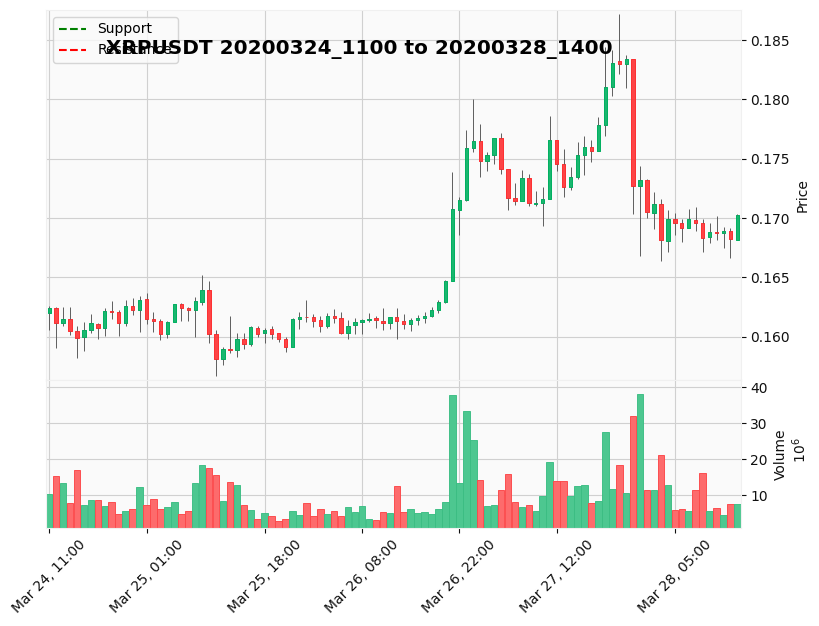 Support
Resistance
XRPUSDT 20200324_1100 to 20200328_1400
0.185
0.180
0.175
0.170
0.165
0.160
Price
40
30
20
10
Volume
10^6
Mar 24, 11:00
Mar 25, 01:00
Mar 25, 18:00
Mar 26, 08:00
Mar 26, 22:00
Mar 27, 12:00
Mar 28, 05:00